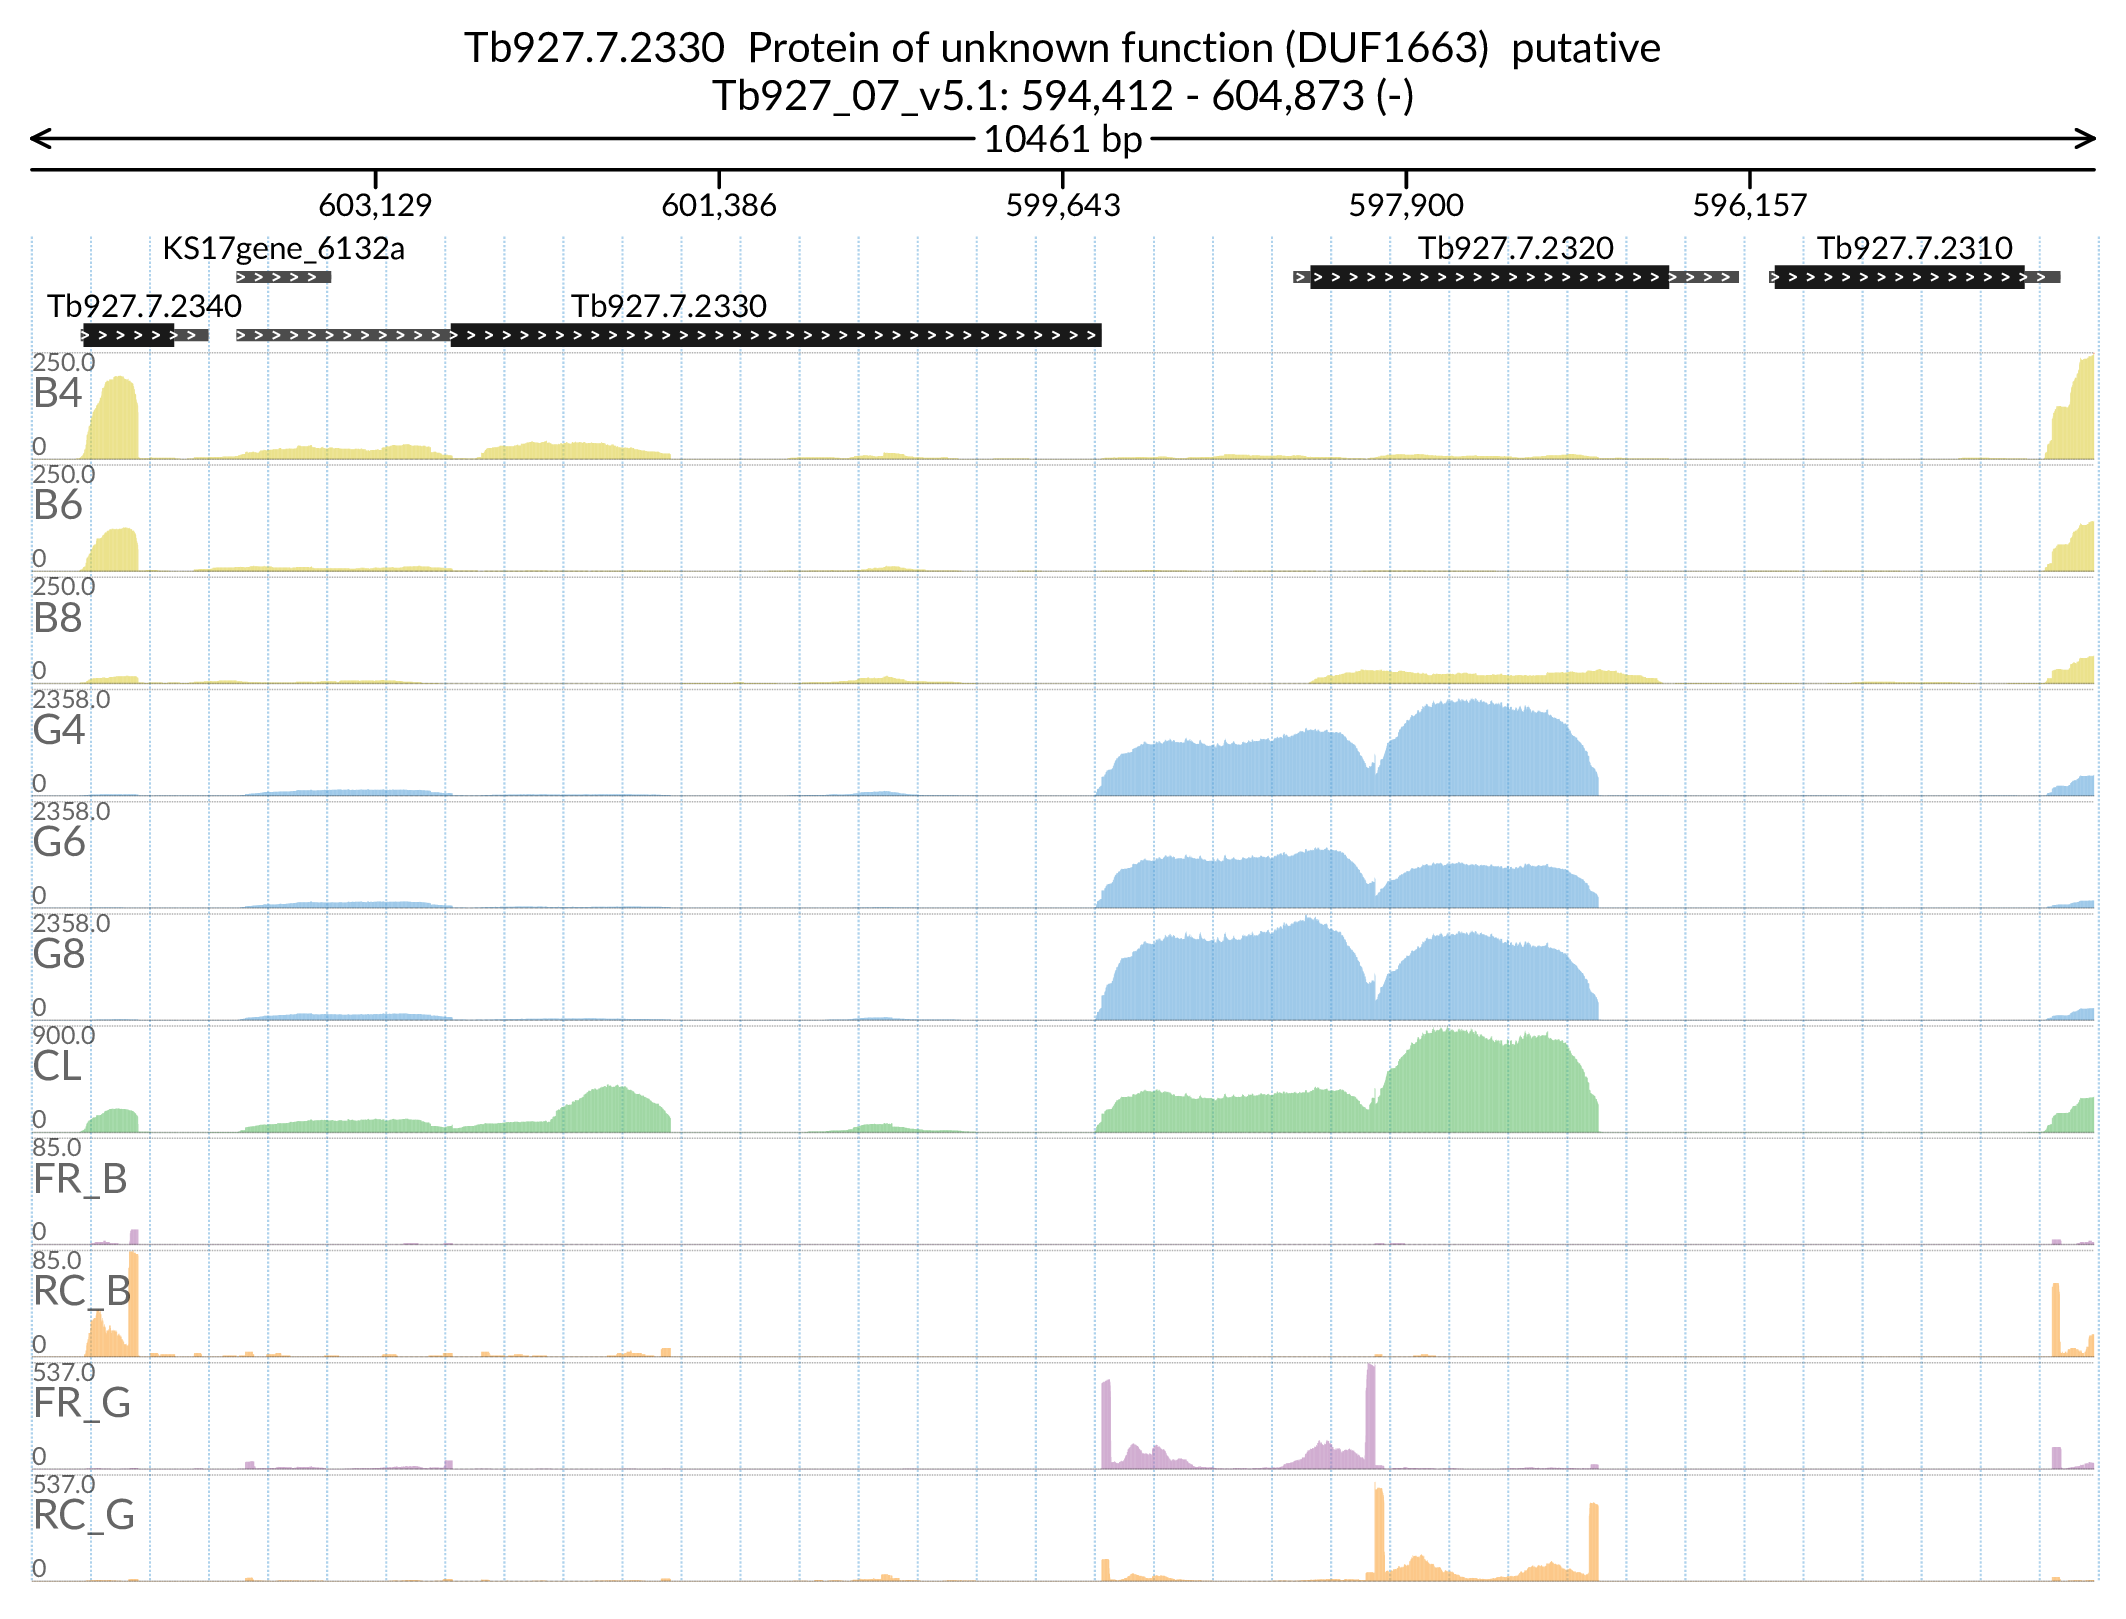 Tb927.7.2330  Protein of unknown function (DUF1663)  putative
Tb927_07_v5.1: 594,412 - 604,873 (-)
10461 bp
603,129 601,386 599,643 597,900 596,157
KS17gene_6132a Tb927.7.2320 Tb927.7.2310
Tb927.7.2340 Tb927.7.2330
250.0
B4
0
250.0
B6
0
250.0
B8
0
2358.0
G4
0
2358.0
G6
0
2358.0
G8
0
900.0
CL
0
85.0
FR_B
0
85.0
RC_B
0
537.0
FR_G
0
537.0
RC_G
0